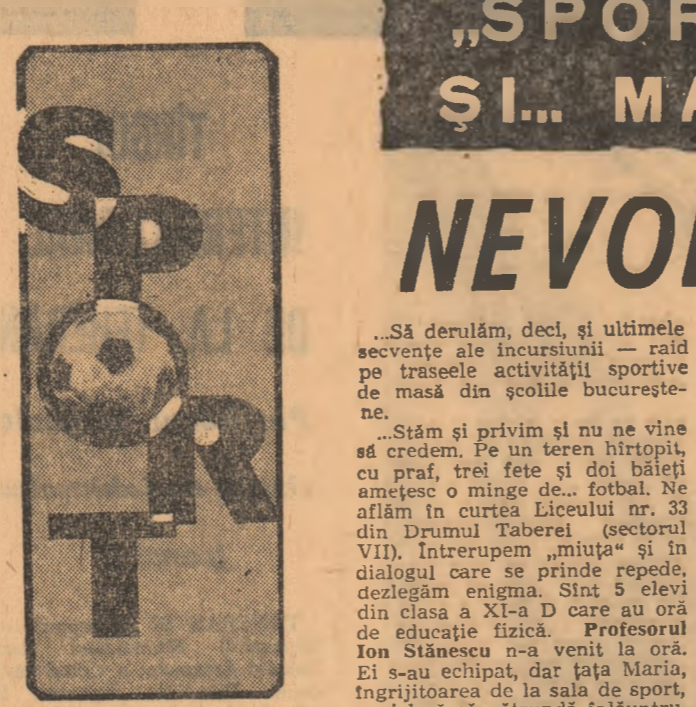 SPORT
„SPOR
ŞI... MA
NEVOI
...Să derulăm, deci, şi ultimele
secvenţe ale incursiunii — raid
pe traseele activităţii sportive
de masă din şcolile bucureşte-
ne.
...Stăm şi privim şi nu ne vine
să credem. Pe un teren hîrtopit,
cu praf, trei fete şi doi băieţi
ameţesc o minge de... fotbal. Ne
aflăm în curtea Liceului nr. 33
din Drumul Taberei (sectorul
VII). Întrerupem „miuţa“ şi în
dialogul care se prinde repede,
dezlegăm enigma. Sînt 5 elevi
din clasa a XI-a D care au oră
de educaţie fizică. Profesorul
Ion Stănescu n-a venit la oră.
Ei s-au echipat, dar ţaţa Maria,
îngrijitoarea de la sala de sport,